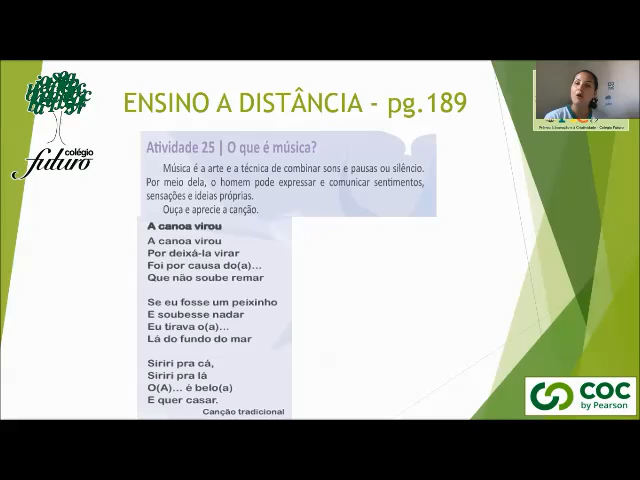 ENSINO A DISTÂNCIA - pg.189
colégio
futuro
Atividade 25 | O que é música?
Música é a arte e a técnica de combinar sons e pausas ou silêncio.
Por meio dela, o homem pode expressar e comunicar sentimentos,
sensações e ideias próprias.
Ouça e aprecie a canção.
A canoa virou
A canoa virou
Por deixá-la virar
Foi por causa do(a)...
Que não soube remar
Se eu fosse um peixinho
E soubesse nadar
Eu tirava o(a)...
Lá do fundo do mar
Siriri pra cá,
Siriri pra lá
O(A)... é belo(a)
E quer casar.
Canção tradicional
COC
by Pearson